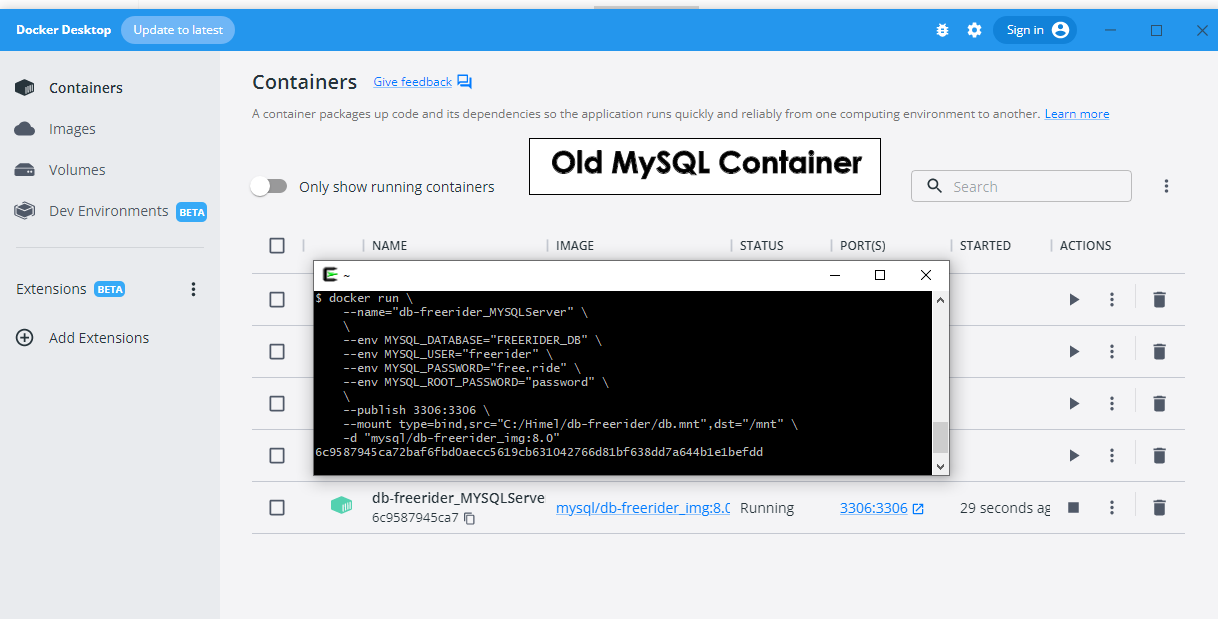 Docker Desktop
Update to latest
Sign in
Containers
Images
Volumes
Dev Environments BETA
Extensions BETA
Add Extensions
Containers Give feedback
A container packages up code and its dependencies so the application runs quickly and reliably from one computing environment to another. Learn more
Old MySQL Container
Only show running containers
Search
NAME IMAGE STATUS PORT(S) STARTED ACTIONS
~
$ docker run \
--name="db-freerider_MYSQLServer" \
\
--env MYSQL_DATABASE="FREERIDER_DB" \
--env MYSQL_USER="freerider" \
--env MYSQL_PASSWORD="free.ride" \
--env MYSQL_ROOT_PASSWORD="password" \
\
--publish 3306:3306 \
--mount type=bind,src="C:/Himel/db-freerider/db.mnt",dst="/mnt" \
-d "mysql/db-freerider_img:8.0"
6c9587945ca72baf6fbd0aecc5619cb631042766d81bf638dd7a644b1e1befdd
db-freerider_MYSQLServe
6c9587945ca7
mysql/db-freerider_img:8.0
Running
3306:3306
29 seconds ag